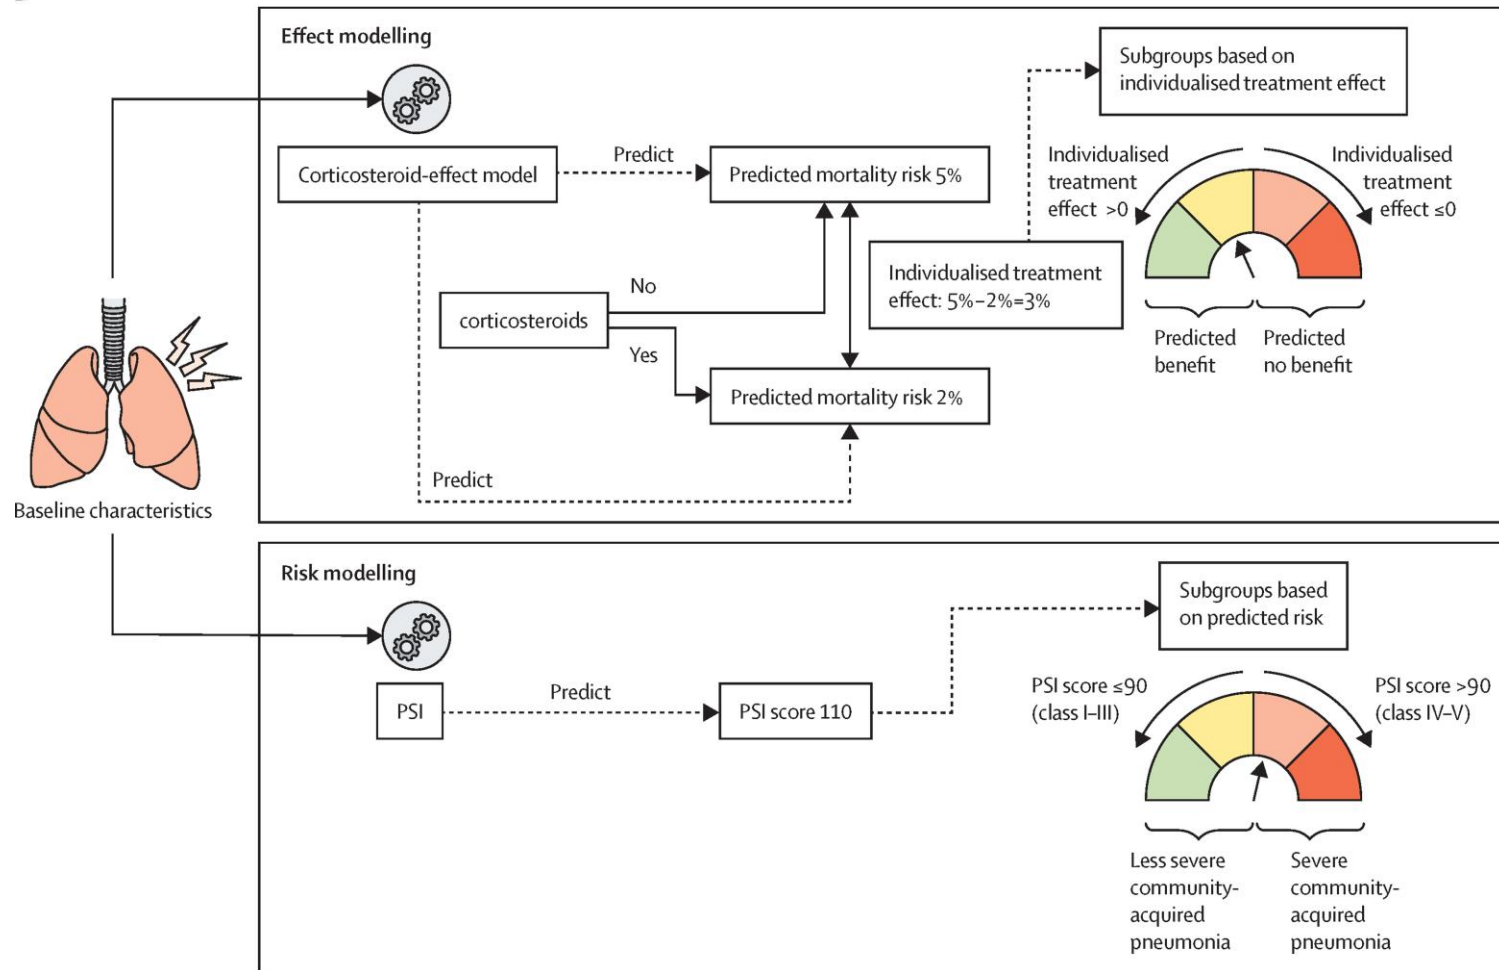 Effect modelling
Corticosteroid-effect model
Predict
Predicted mortality risk 5%
corticosteroids
No
Yes
Individualised treatment
effect: 5%–2%=3%
Predicted mortality risk 2%
Predict
Subgroups based on
individualised treatment effect
Individualised
treatment
effect >0
Individualised
treatment
effect ≤0
Predicted
benefit
Predicted
no benefit
Baseline characteristics
Risk modelling
PSI
Predict
PSI score 110
Subgroups based
on predicted risk
PSI score ≤90
(class I–III)
PSI score >90
(class IV–V)
Less severe
community-
acquired
pneumonia
Severe
community-
acquired
pneumonia